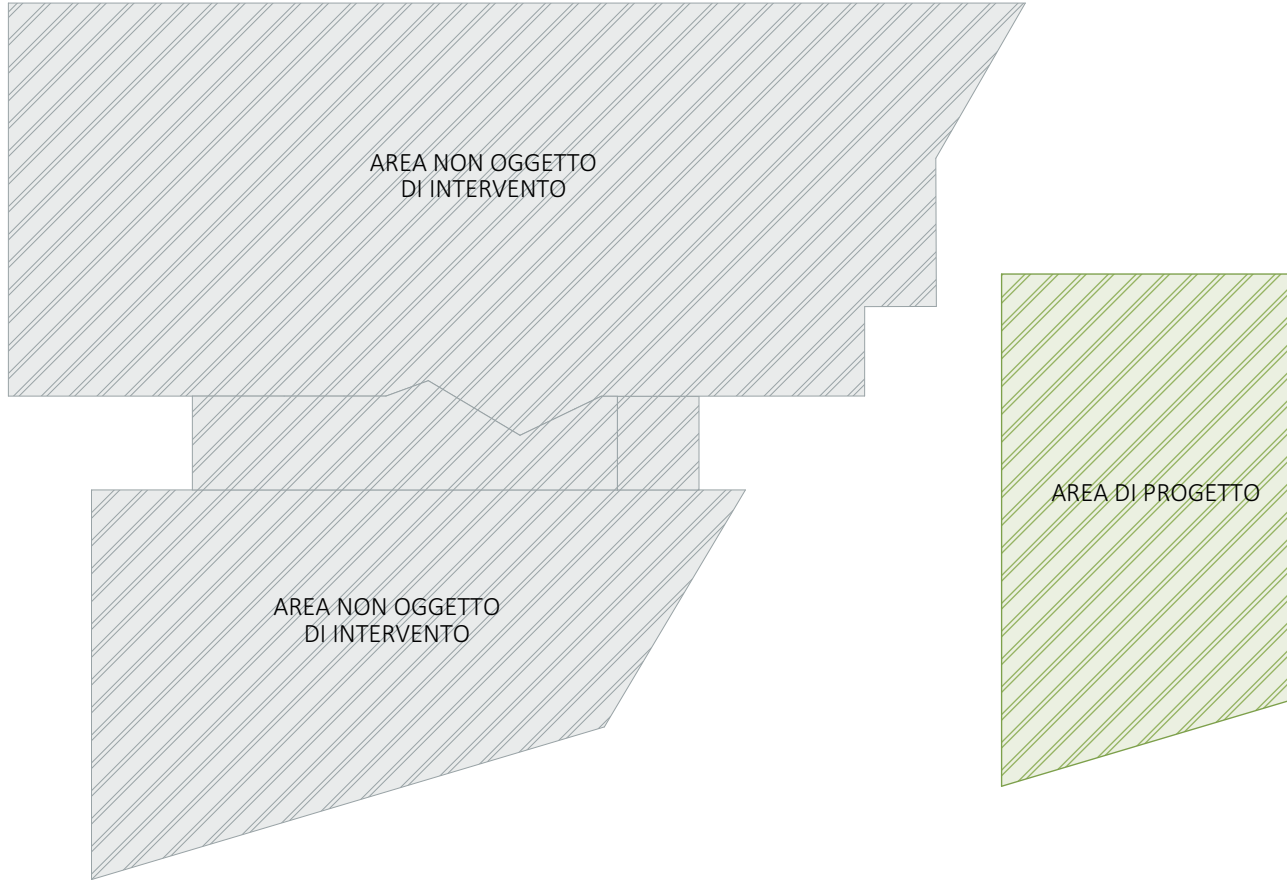 AREA NON OGGETTO
DI INTERVENTO
AREA DI PROGETTO
AREA NON OGGETTO
DI INTERVENTO